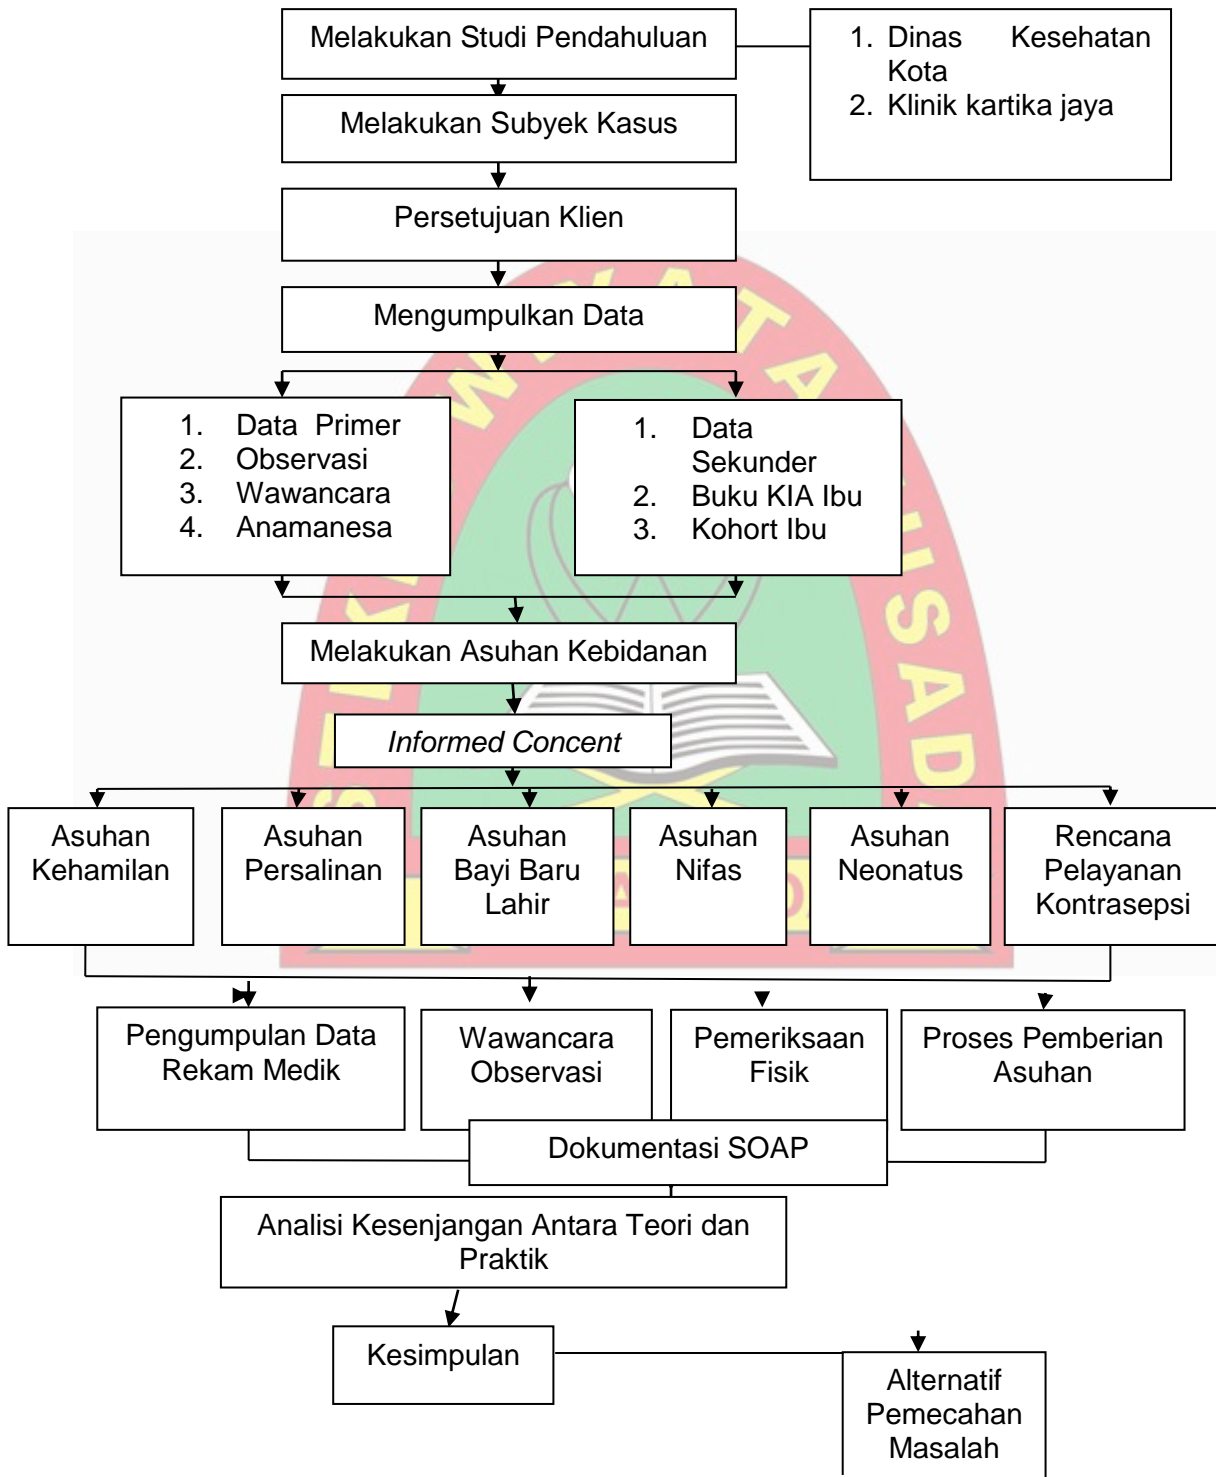 Melakukan Studi Pendahuluan
1. Dinas Kesehatan
Kota
2. Klinik kartika jaya
Melakukan Subyek Kasus
Persetujuan Klien
Mengumpulkan Data
1. Data Primer
2. Observasi
3. Wawancara
4. Anamanesa
1. Data
Sekunder
2. Buku KIA Ibu
3. Kohort Ibu
Melakukan Asuhan Kebidanan
Informed Concent
Asuhan
Kehamilan
Asuhan
Persalinan
Asuhan
Bayi Baru
Lahir
Asuhan
Nifas
Asuhan
Neonatus
Rencana
Pelayanan
Kontrasepsi
Pengumpulan Data
Rekam Medik
Wawancara
Observasi
Pemeriksaan
Fisik
Proses Pemberian
Asuhan
Dokumentasi SOAP
Analisi Kesenjangan Antara Teori dan
Praktik
Kesimpulan
Alternatif
Pemecahan
Masalah